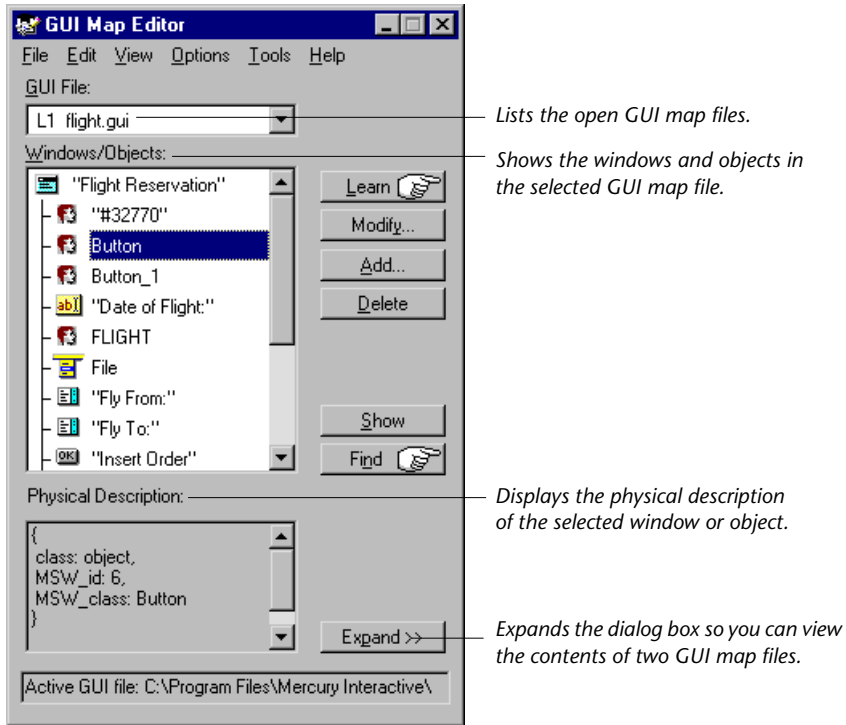 GUI Map Editor
File Edit View Options Tools Help
GUI File:
L1 flight.gui
Lists the open GUI map files.
Windows/Objects:
Shows the windows and objects in
the selected GUI map file.
"Flight Reservation"
Learn
"#32770"
Modify...
Button
Add...
Button_1
Delete
"Date of Flight:"
FLIGHT
File
"Fly From:"
"Fly To:"
Show
"Insert Order"
Find
Physical Description:
Displays the physical description
of the selected window or object.
{
class: object,
MSW_id: 6,
MSW_class: Button
}
Expand >>
Expands the dialog box so you can view
the contents of two GUI map files.
Active GUI file: C:\Program Files\Mercury Interactive\